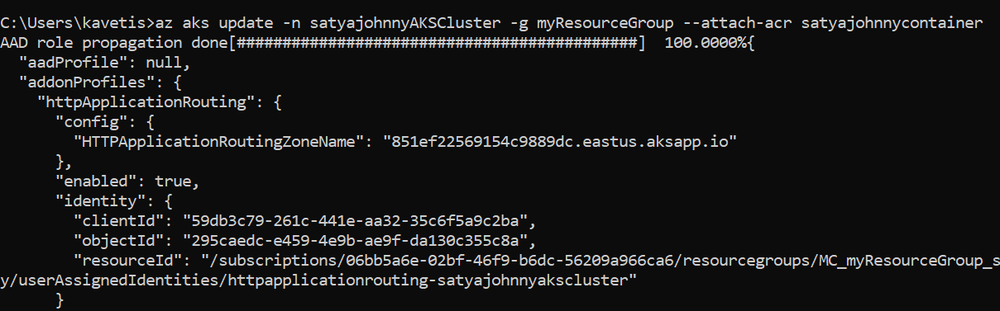 C:\Users\kavetis>az aks update -n satyajohnnyAKSCluster -g myResourceGroup --attach-acr satyajohnnycontainer
AAD role propagation done[############################################]  100.0000%{
  "aadProfile": null,
  "addonProfiles": {
    "httpApplicationRouting": {
      "config": {
        "HTTPApplicationRoutingZoneName": "851ef22569154c9889dc.eastus.aksapp.io"
      },
      "enabled": true,
      "identity": {
        "clientId": "59db3c79-261c-441e-aa32-35c6f5a9c2ba",
        "objectId": "295caedc-e459-4e9b-ae9f-da130c355c8a",
        "resourceId": "/subscriptions/06bb5a6e-02bf-46f9-b6dc-56209a966ca6/resourcegroups/MC_myResourceGroup_s
y/userAssignedIdentities/httpapplicationrouting-satyajohnnyakscluster"
      }